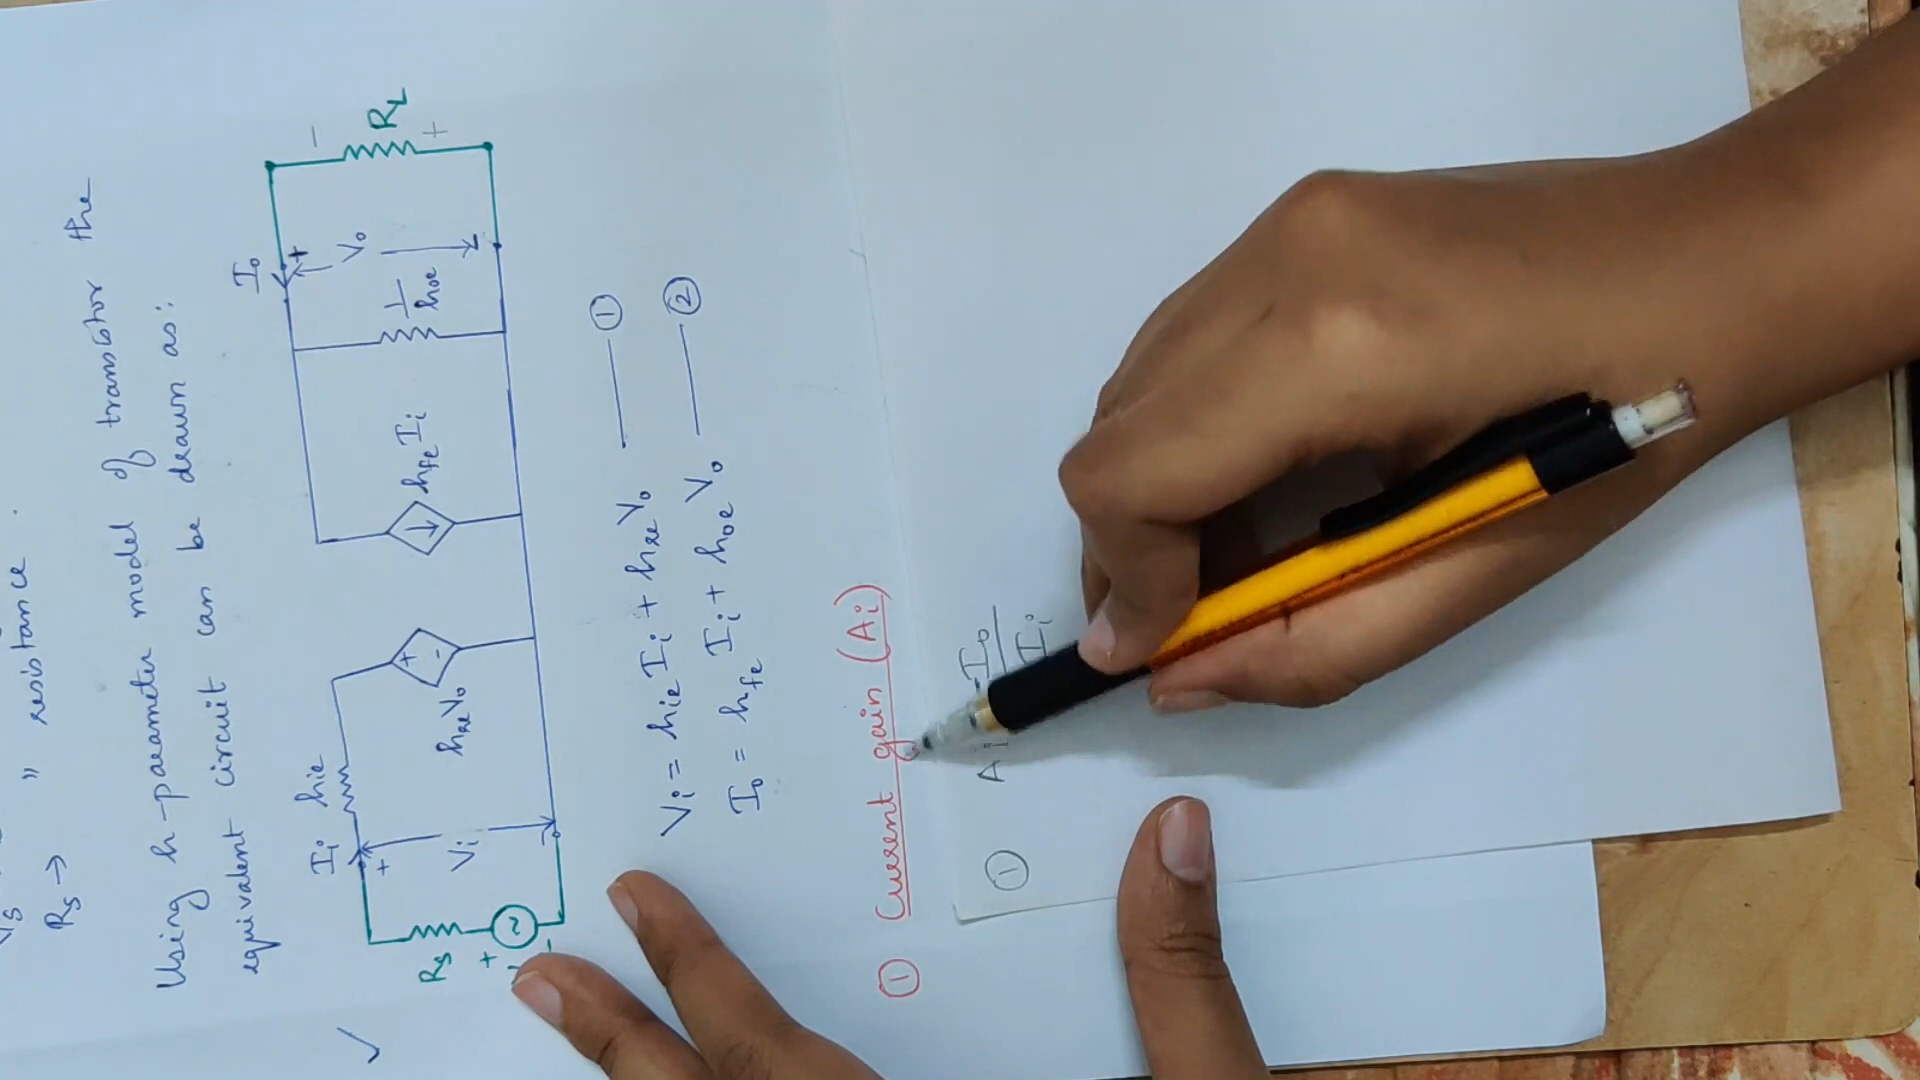 Rs → " resistance.
Using h-parameter model of transistor the
equivalent circuit can be drawn as:
Ii hie
Io
Rs
+
-
+
Vi
hreVo
+
-
hfeIi
1/hoe
+
Vo
-
RL
+
Vi = hieIi + hreVo —— ①
Io = hfeIi + hoeVo —— ②
① Current gain (Ai)
① A -Io/Ii